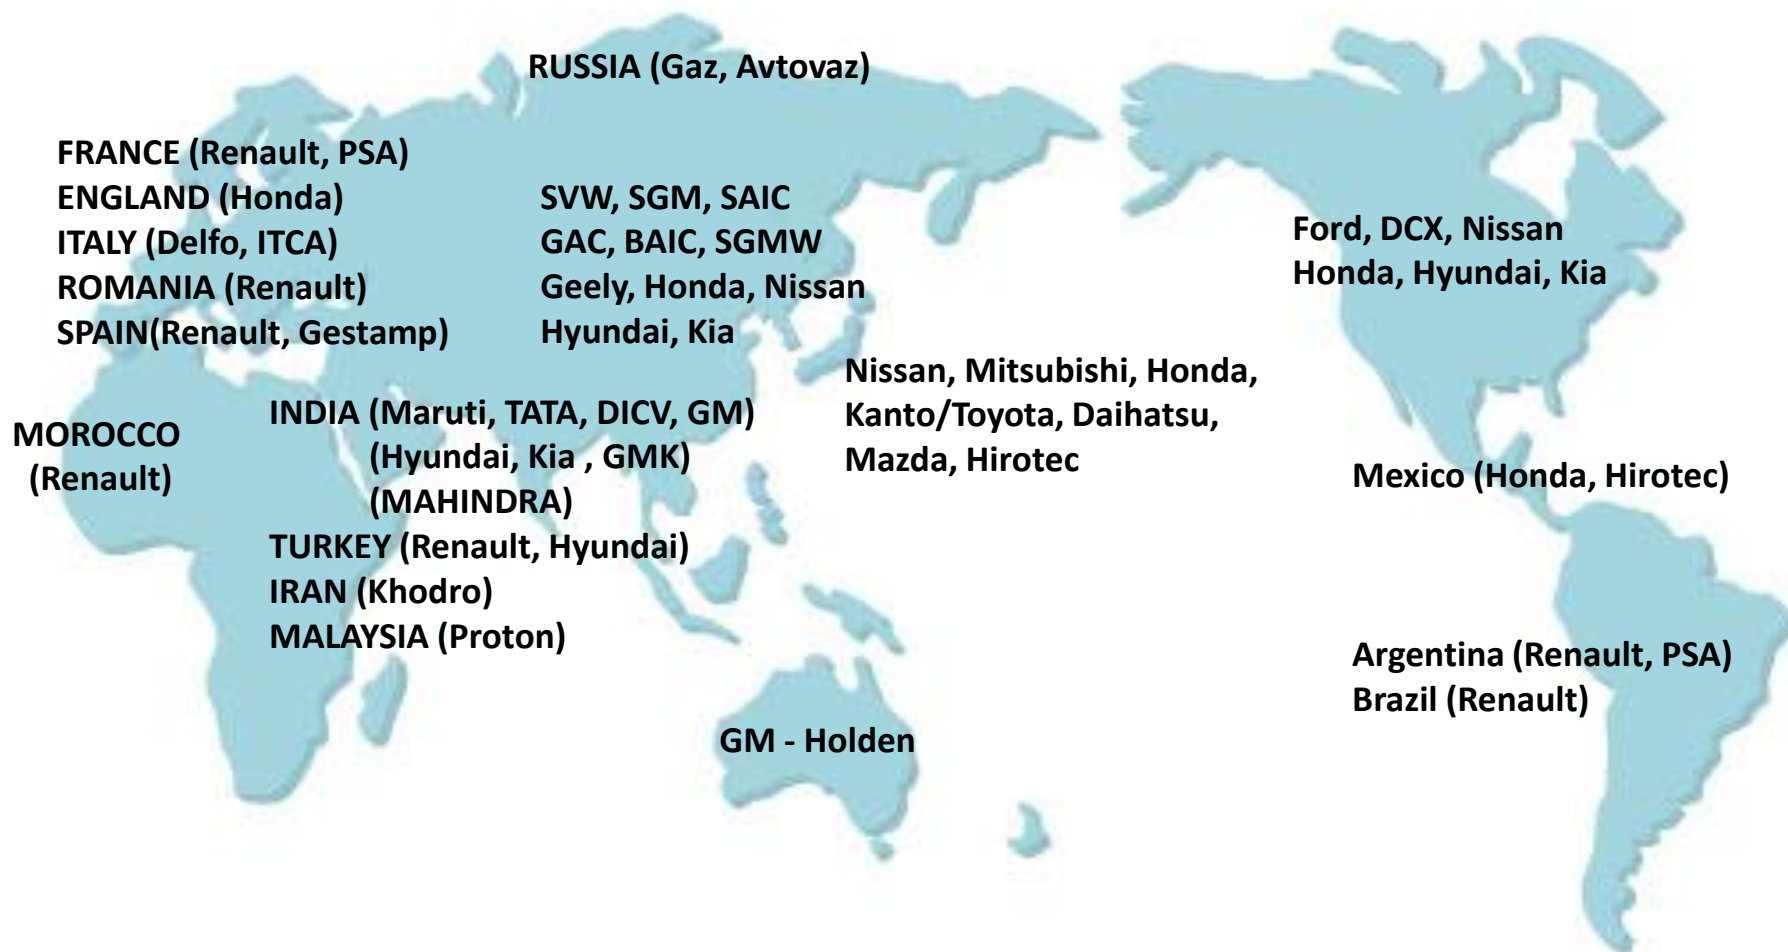 RUSSIA (Gaz, Avtovaz)
FRANCE (Renault, PSA)
ENGLAND (Honda)
ITALY (Delfo, ITCA)
ROMANIA (Renault)
SPAIN(Renault, Gestamp)
SVW, SGM, SAIC
GAC, BAIC, SGMW
Geely, Honda, Nissan
Hyundai, Kia
Ford, DCX, Nissan
Honda, Hyundai, Kia
Nissan, Mitsubishi, Honda,
Kanto/Toyota, Daihatsu,
Mazda, Hirotec
MOROCCO
(Renault)
INDIA (Maruti, TATA, DICV, GM)
(Hyundai, Kia , GMK)
(MAHINDRA)
TURKEY (Renault, Hyundai)
IRAN (Khodro)
MALAYSIA (Proton)
Mexico (Honda, Hirotec)
Argentina (Renault, PSA)
Brazil (Renault)
GM - Holden